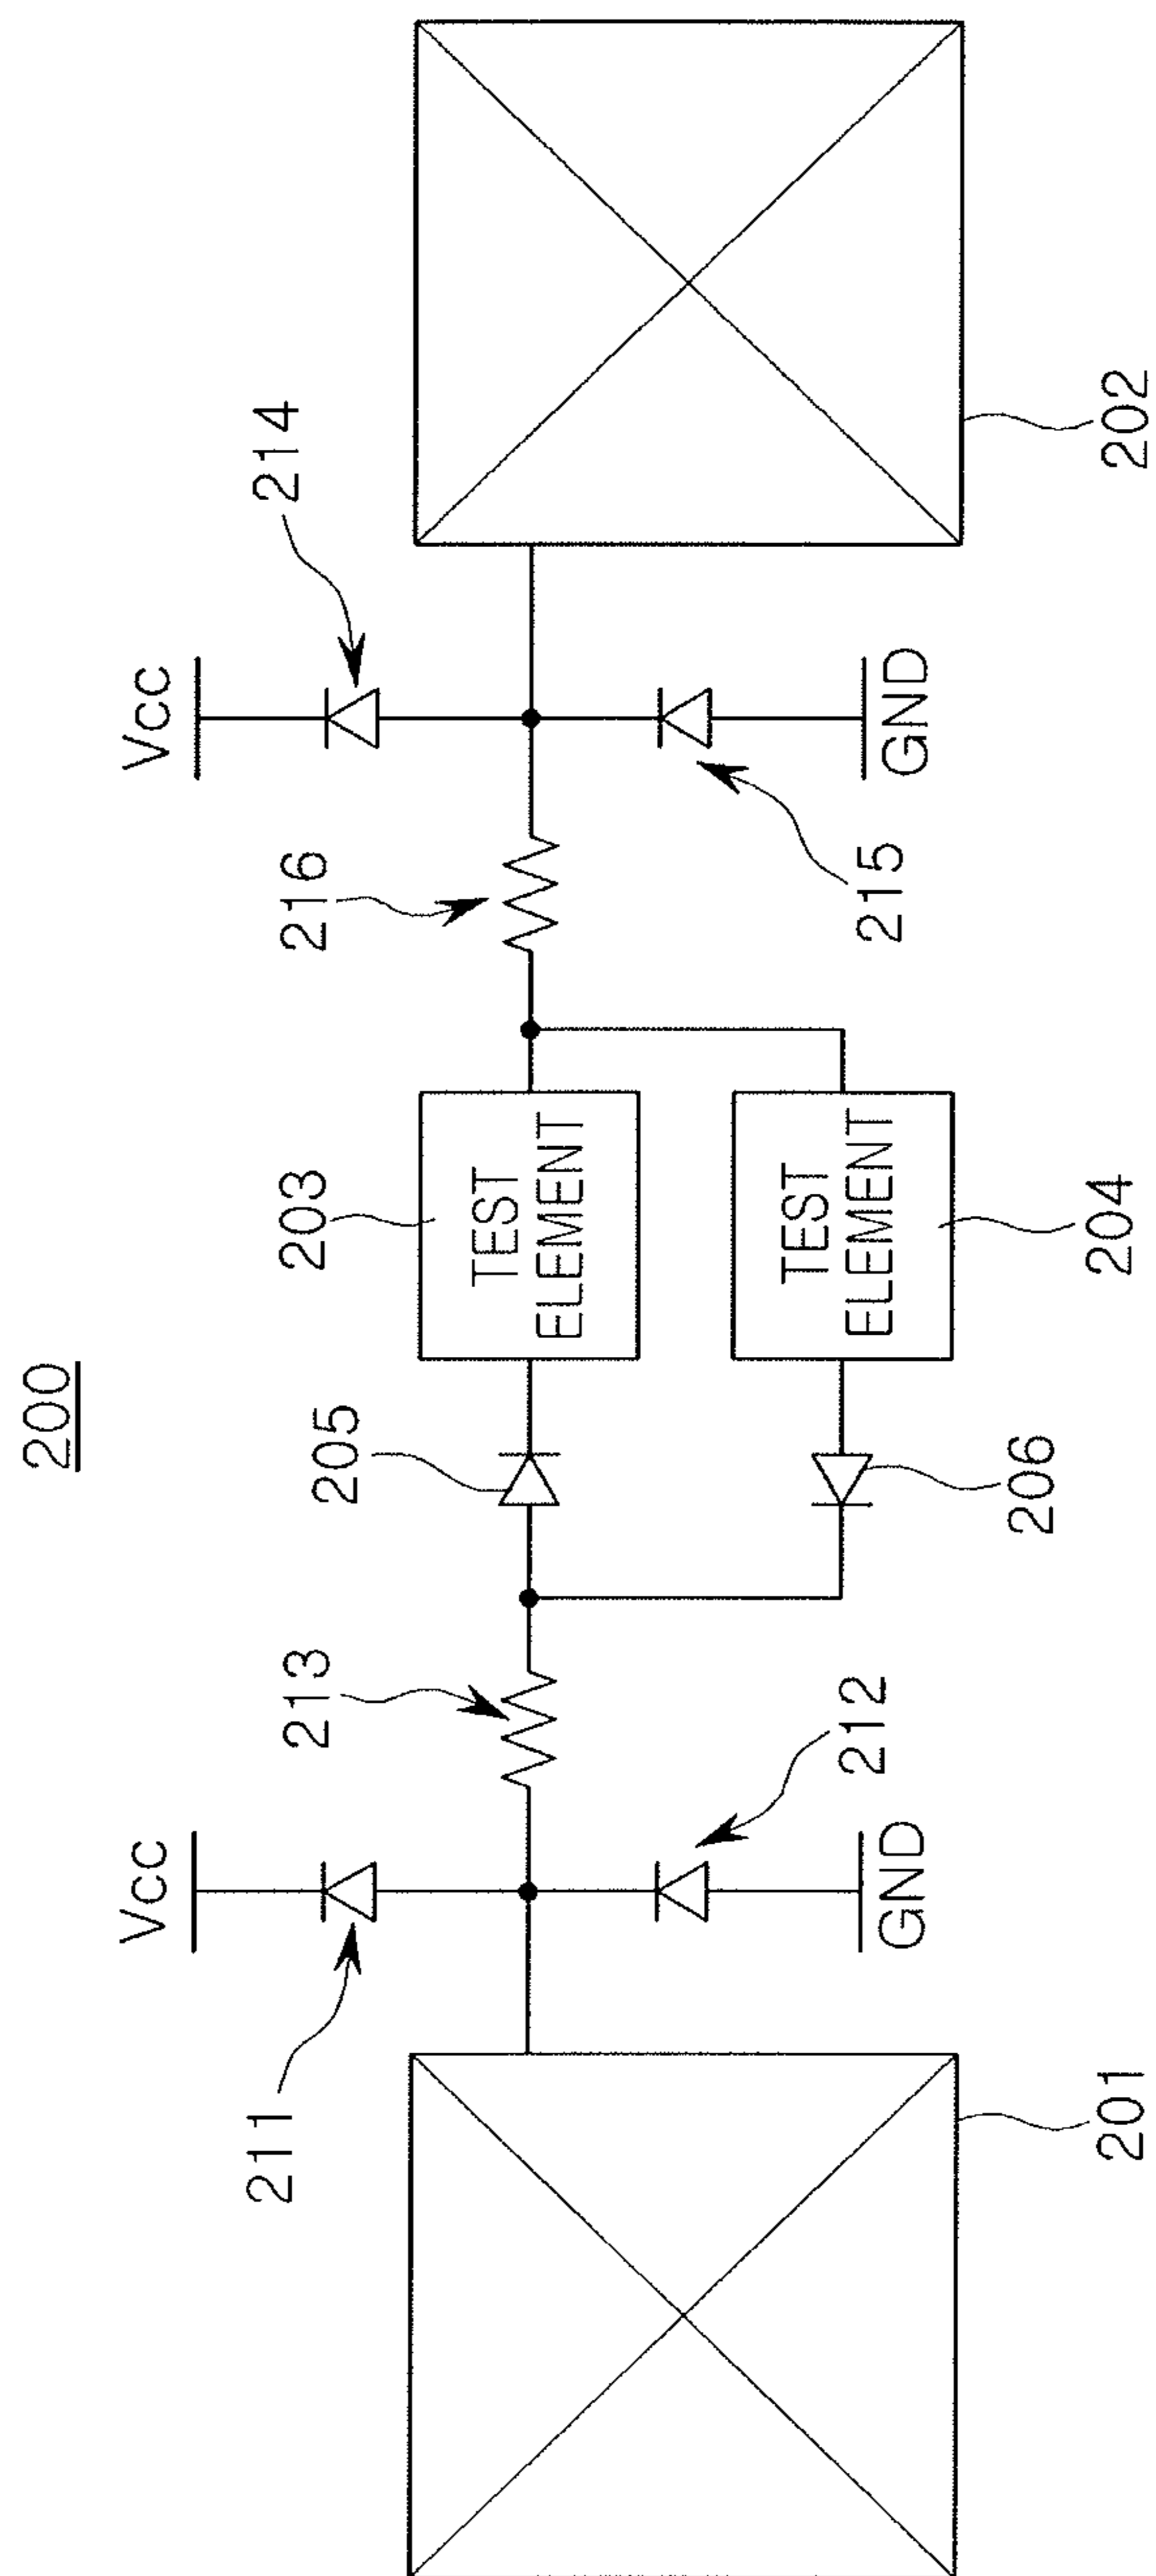 200
Vcc
Vcc
211
214
213
205
203
216
TEST
ELEMENT
TEST
ELEMENT
212
GND
206
204
215
GND
201
202